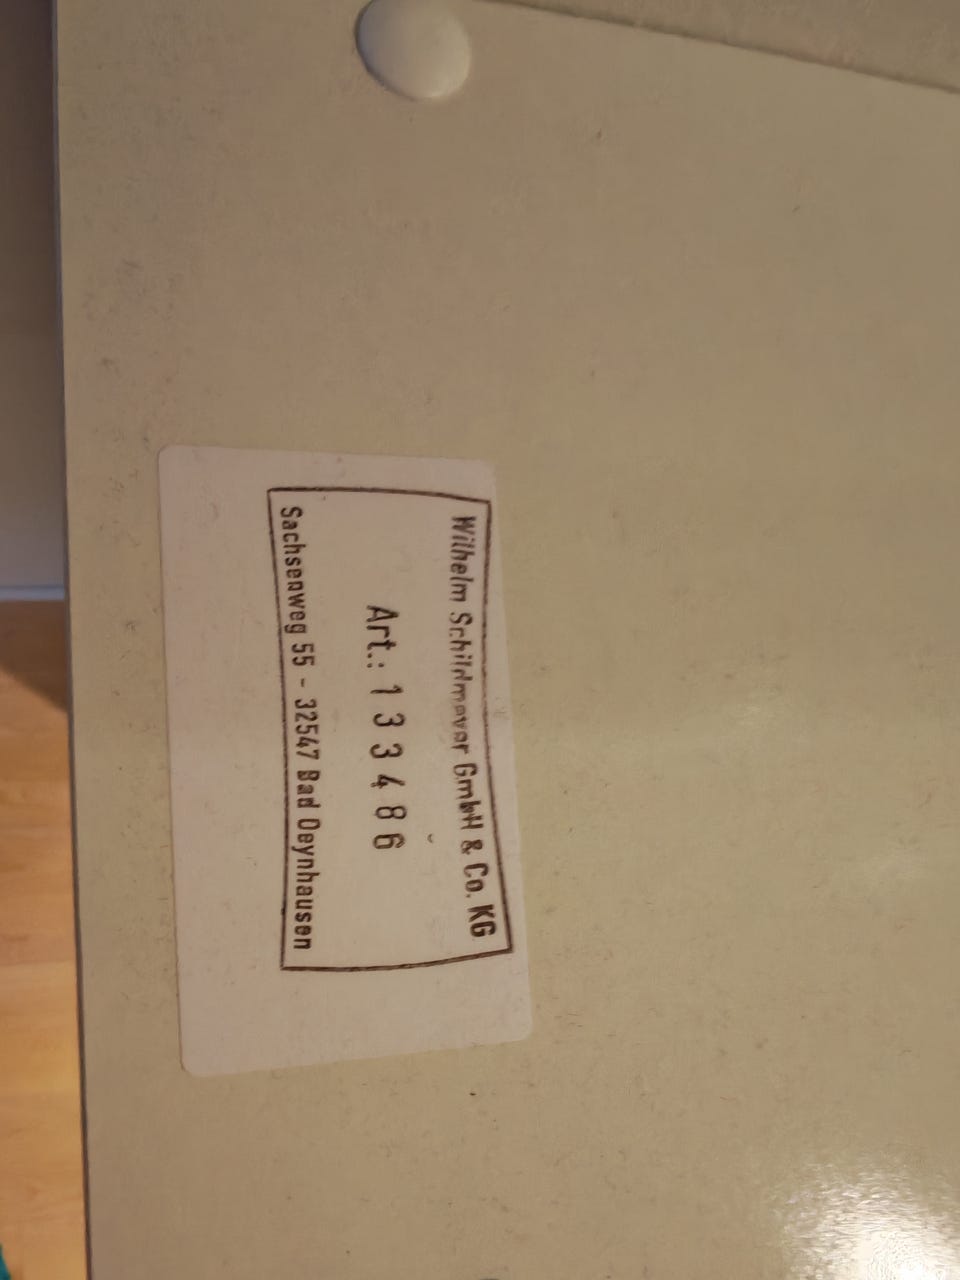 Wilhelm Schildmeyer GmbH & Co. KG
Art.: 1 3 3 4 8 6
Sachsenweg 55 - 32547 Bad Oeynhausen